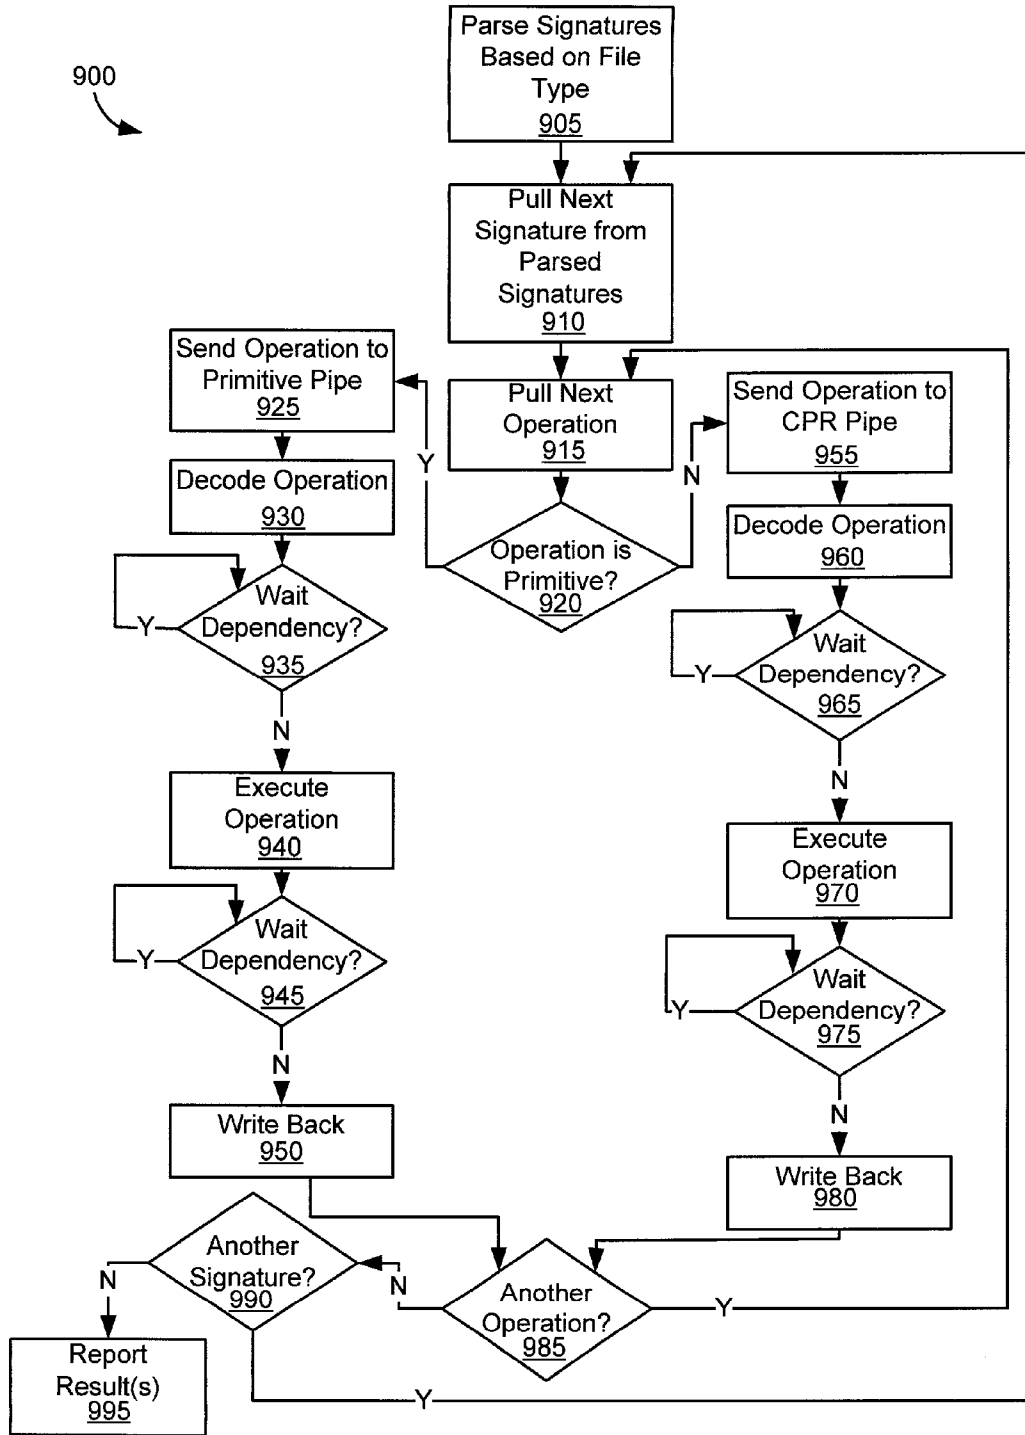 Parse Signatures
Based on File
Type
905
900
Pull Next
Signature from
Parsed
Signatures
910
Send Operation to
Primitive Pipe
925
Pull Next
Operation
915
Send Operation to
CPR Pipe
955
Y
N
Decode Operation
930
Operation is
Primitive?
920
Decode Operation
960
Wait
Dependency?
935
Y
N
Wait
Dependency?
965
Y
N
Execute
Operation
940
Execute
Operation
970
Wait
Dependency?
945
Y
N
Wait
Dependency?
975
Y
N
Write Back
950
Write Back
980
Another
Signature?
990
N
N
Another
Operation?
985
Y
Report
Result(s)
995
Y